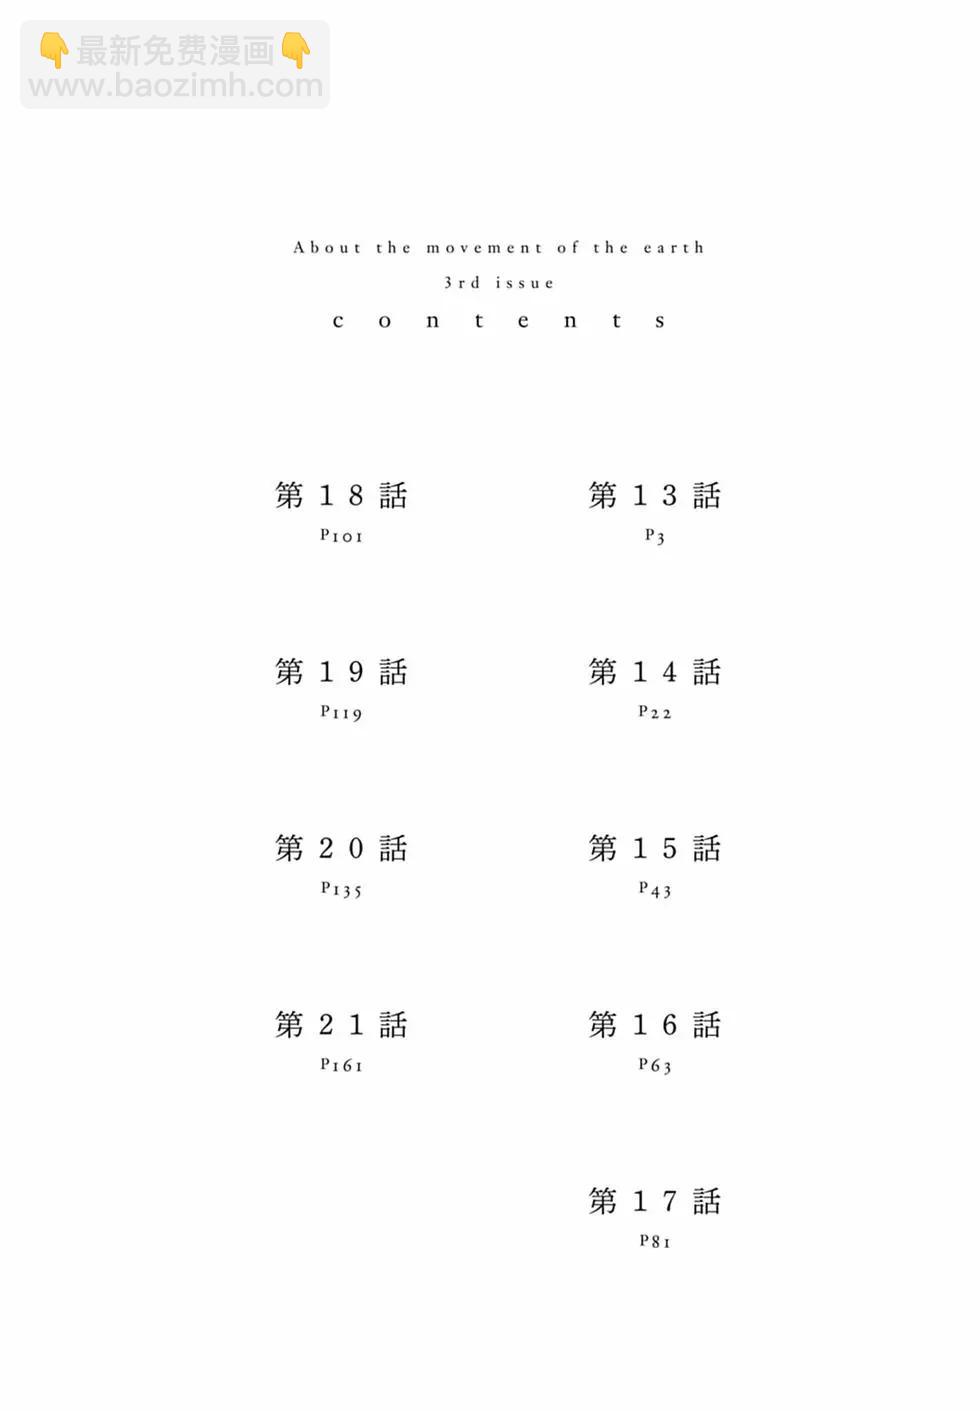 👇最新免费漫画👇
www.baozimh.com
About the movement of the earth
3rd issue
contents
第13話
P3
第14話
P22
第15話
P43
第16話
P63
第17話
P81
第18話
P101
第19話
P119
第20話
P135
第21話
P161